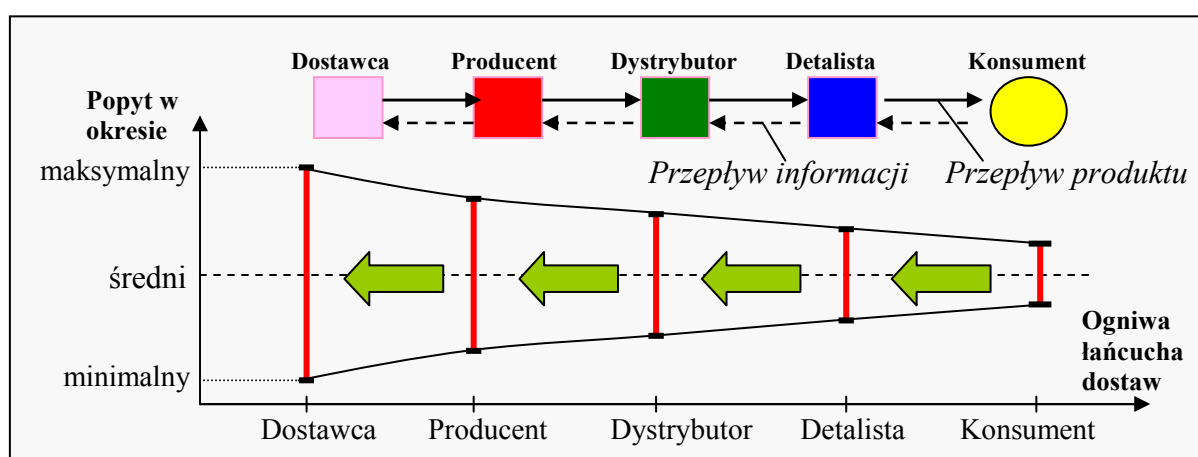 Dostawca Producent Dystrybutor Detalista Konsument
Popyt w
okresie
maksymalny
Przepływ informacji Przepływ produktu
średni
Ogniwa
łańcucha
dostaw
minimalny
Dostawca Producent Dystrybutor Detalista Konsument